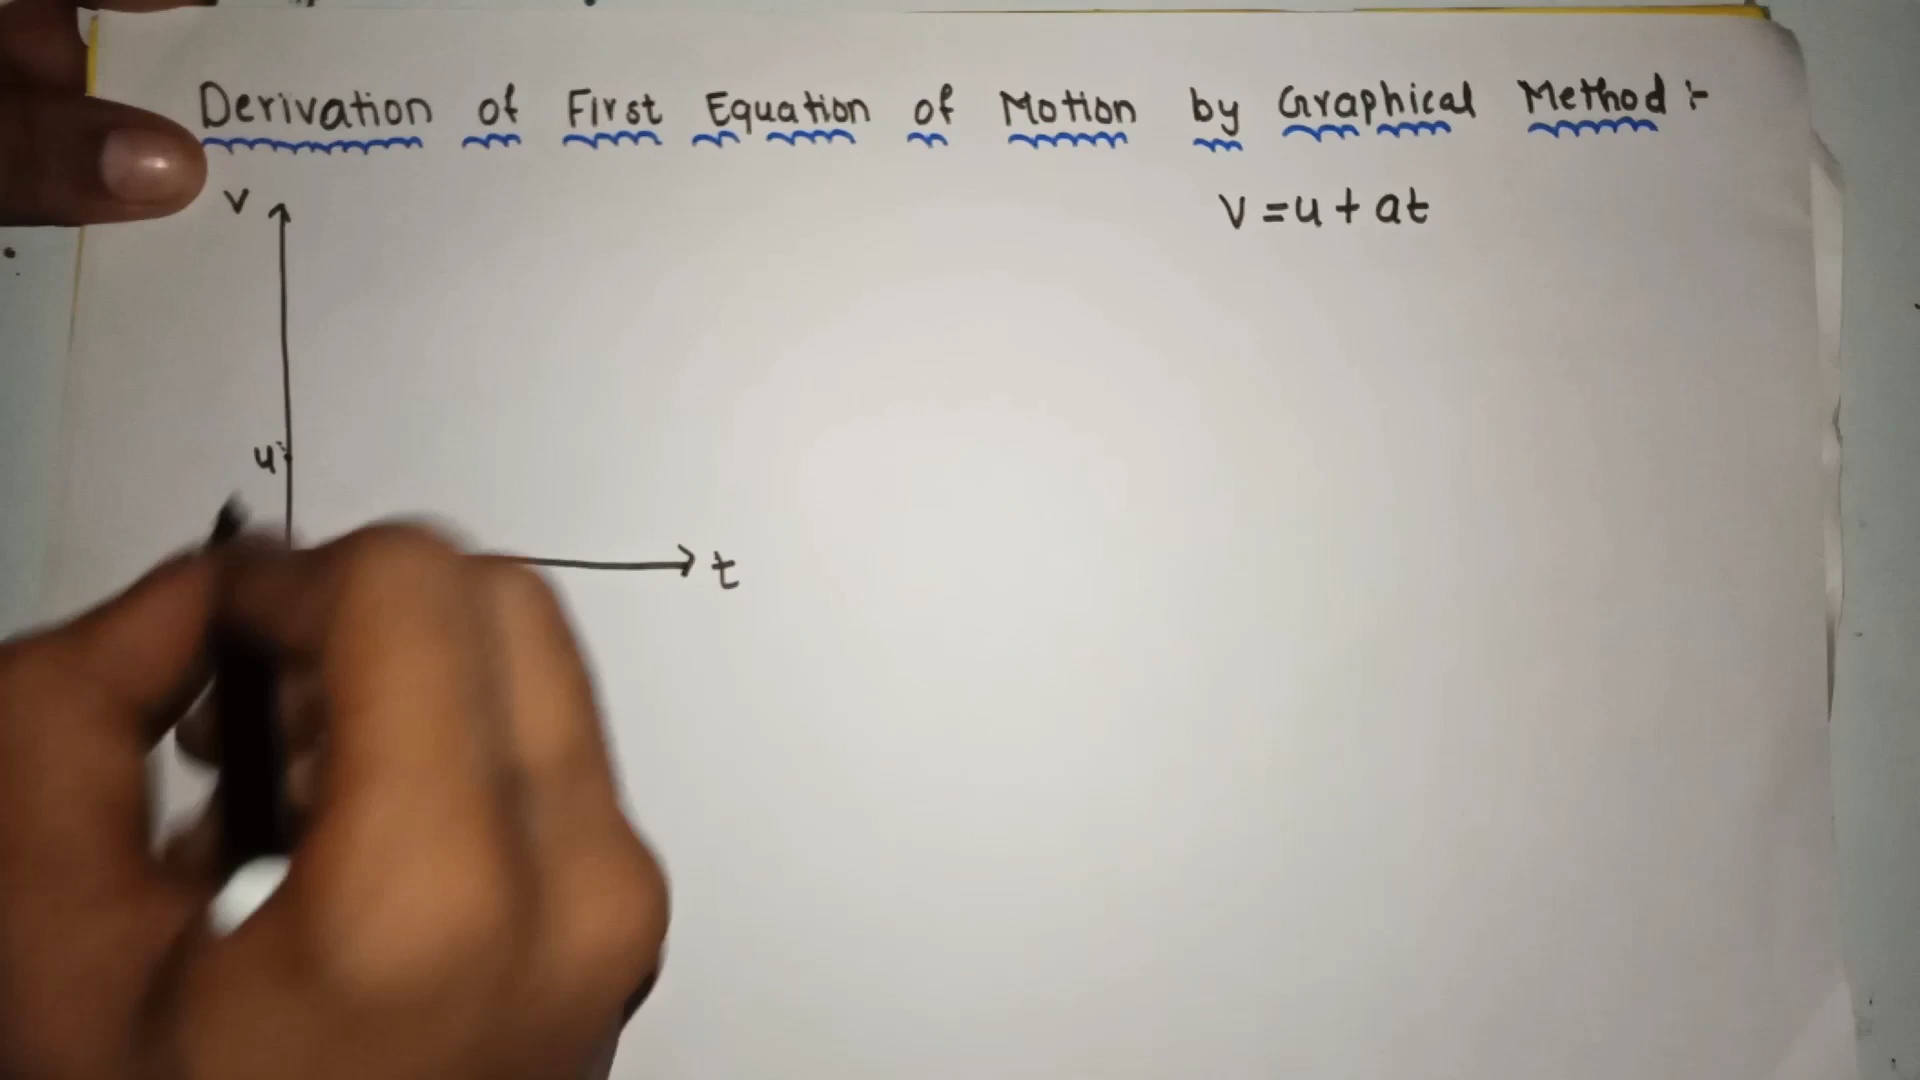 Derivation of First Equation of Motion by Graphical Method :-
v
v = u + at
u
t